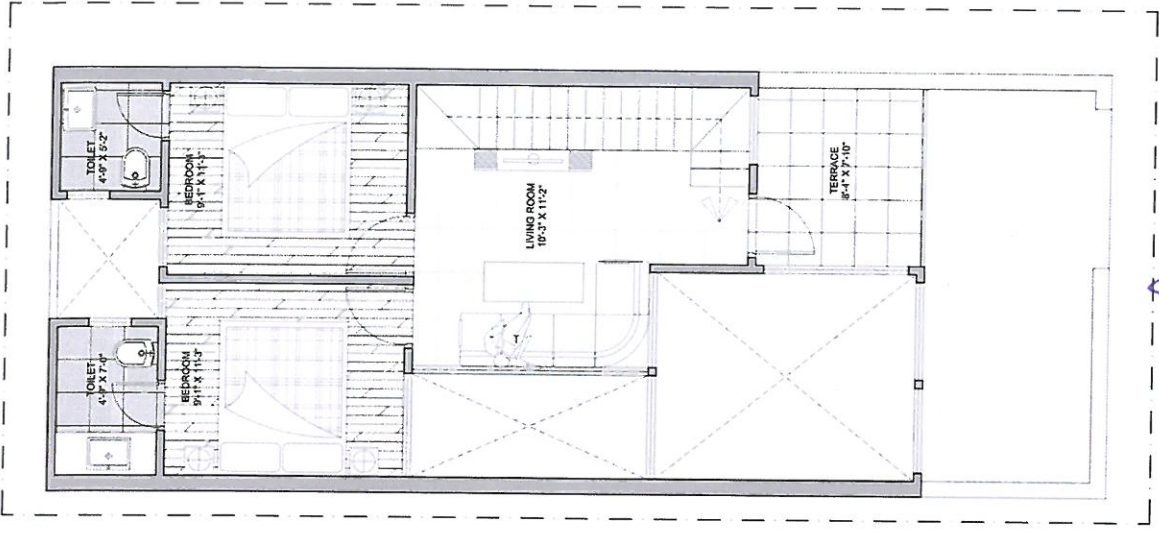 TOILET
4'-9" X 5'-2"
BEDROOM
9'-1" X 11'-3"
LIVING ROOM
10'-3" X 11'-2"
TERRACE
8'-4" X 7'-10"
TOILET
4'-9" X 7'-0"
BEDROOM
9'-1" X 11'-3"
T